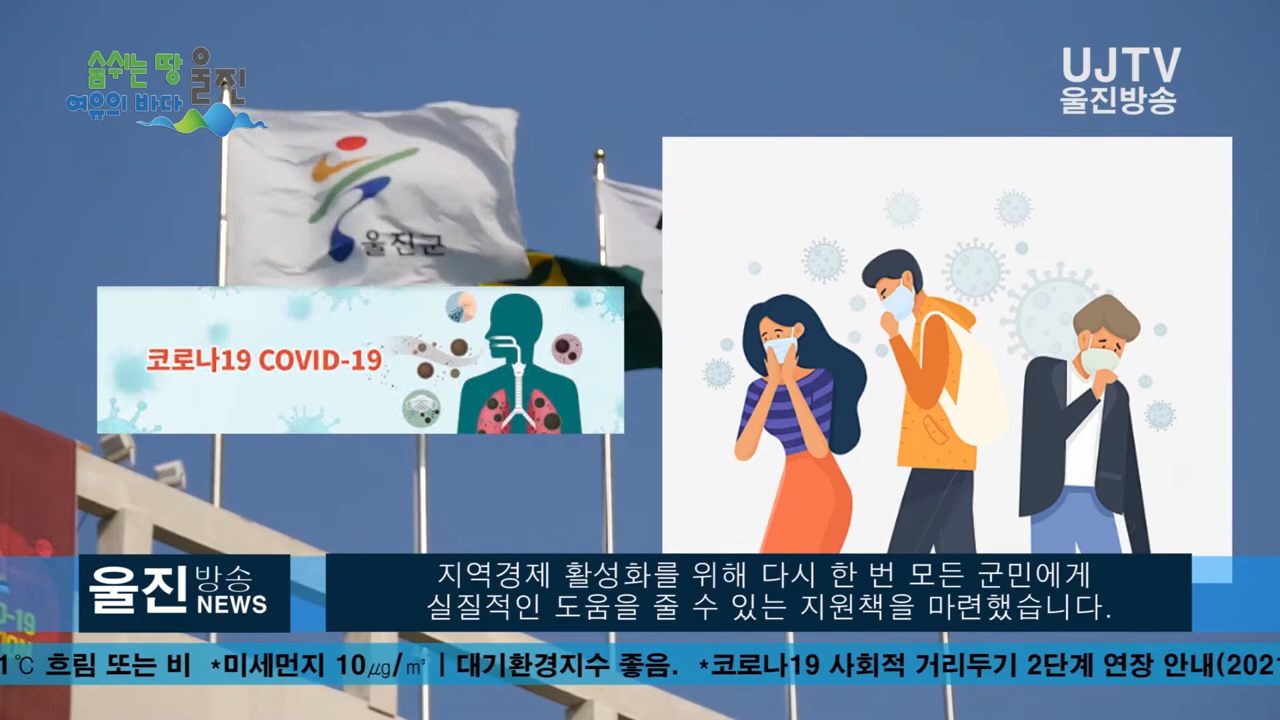 숨쉬는 땅 울진
여유의 바다
UJTV
울진방송
울진군
코로나19 COVID-19
울진 방송 NEWS
지역경제 활성화를 위해 다시 한 번 모든 군민에게
실질적인 도움을 줄 수 있는 지원책을 마련했습니다.
1℃ 흐림 또는 비 *미세먼지 10㎍/㎥ | 대기환경지수 좋음. *코로나19 사회적 거리두기 2단계 연장 안내(2021